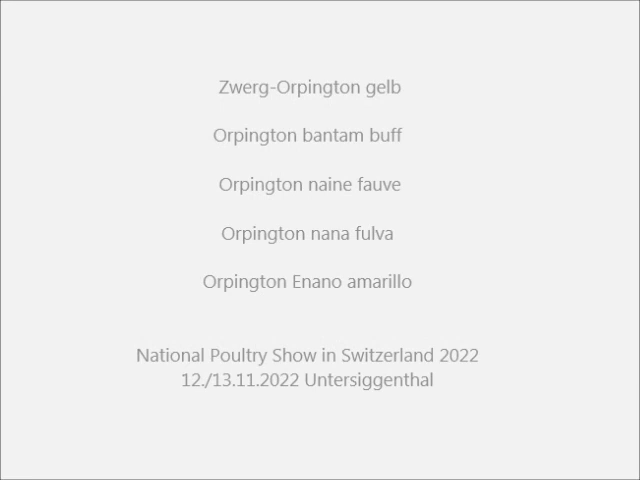 Zwerg-Orpington gelb
Orpington bantam buff
Orpington naine fauve
Orpington nana fulva
Orpington Enano amarillo
National Poultry Show in Switzerland 2022
12./13.11.2022 Untersiggenthal